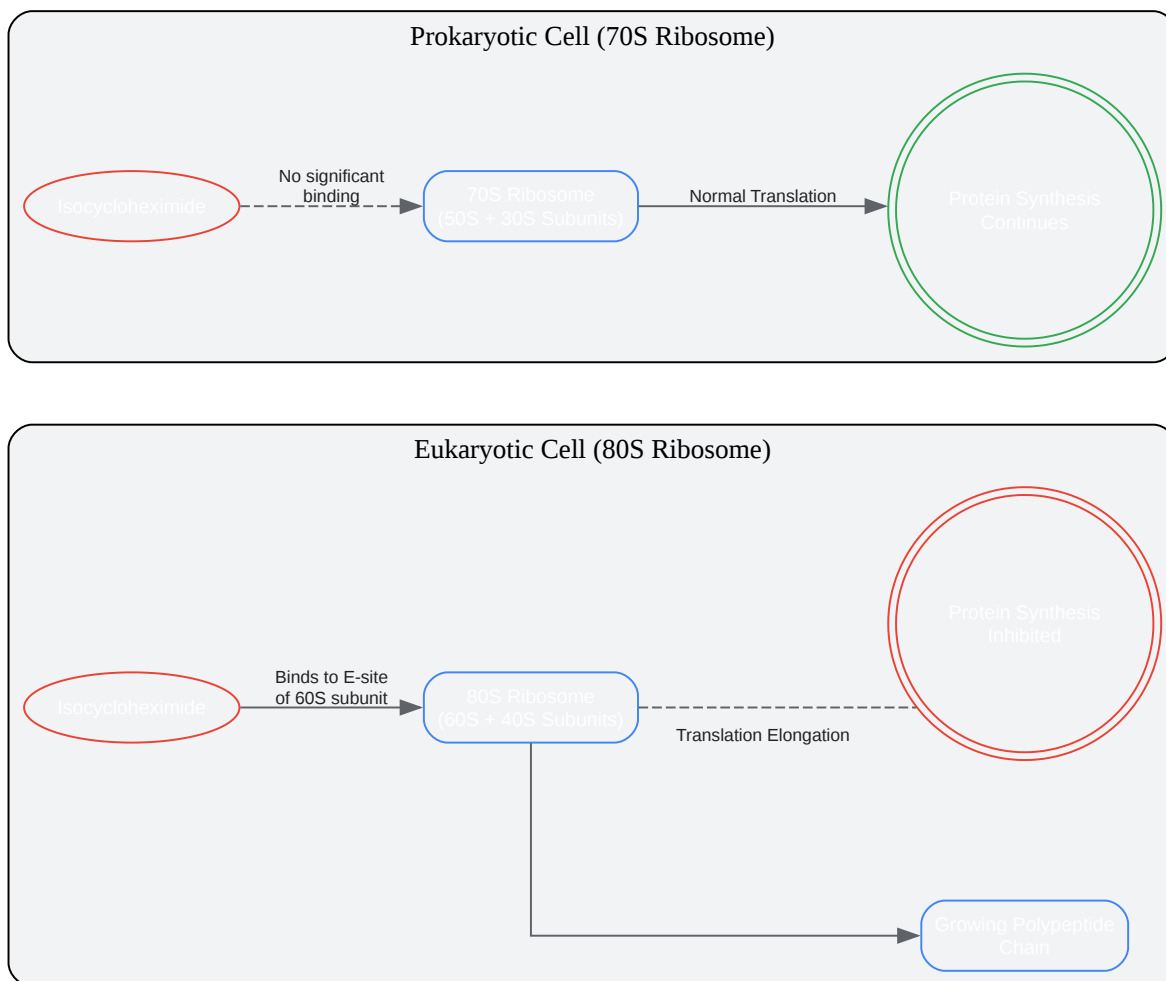 Prokaryotic Cell (70S Ribosome)
Isocycloheximide
No significant
binding
70S Ribosome
(50S + 30S Subunits)
Normal Translation
Protein Synthesis
Continues
Eukaryotic Cell (80S Ribosome)
Isocycloheximide
Binds to E-site
of 60S subunit
80S Ribosome
(60S + 40S Subunits)
Translation Elongation
Protein Synthesis
Inhibited
Growing Polypeptide
Chain